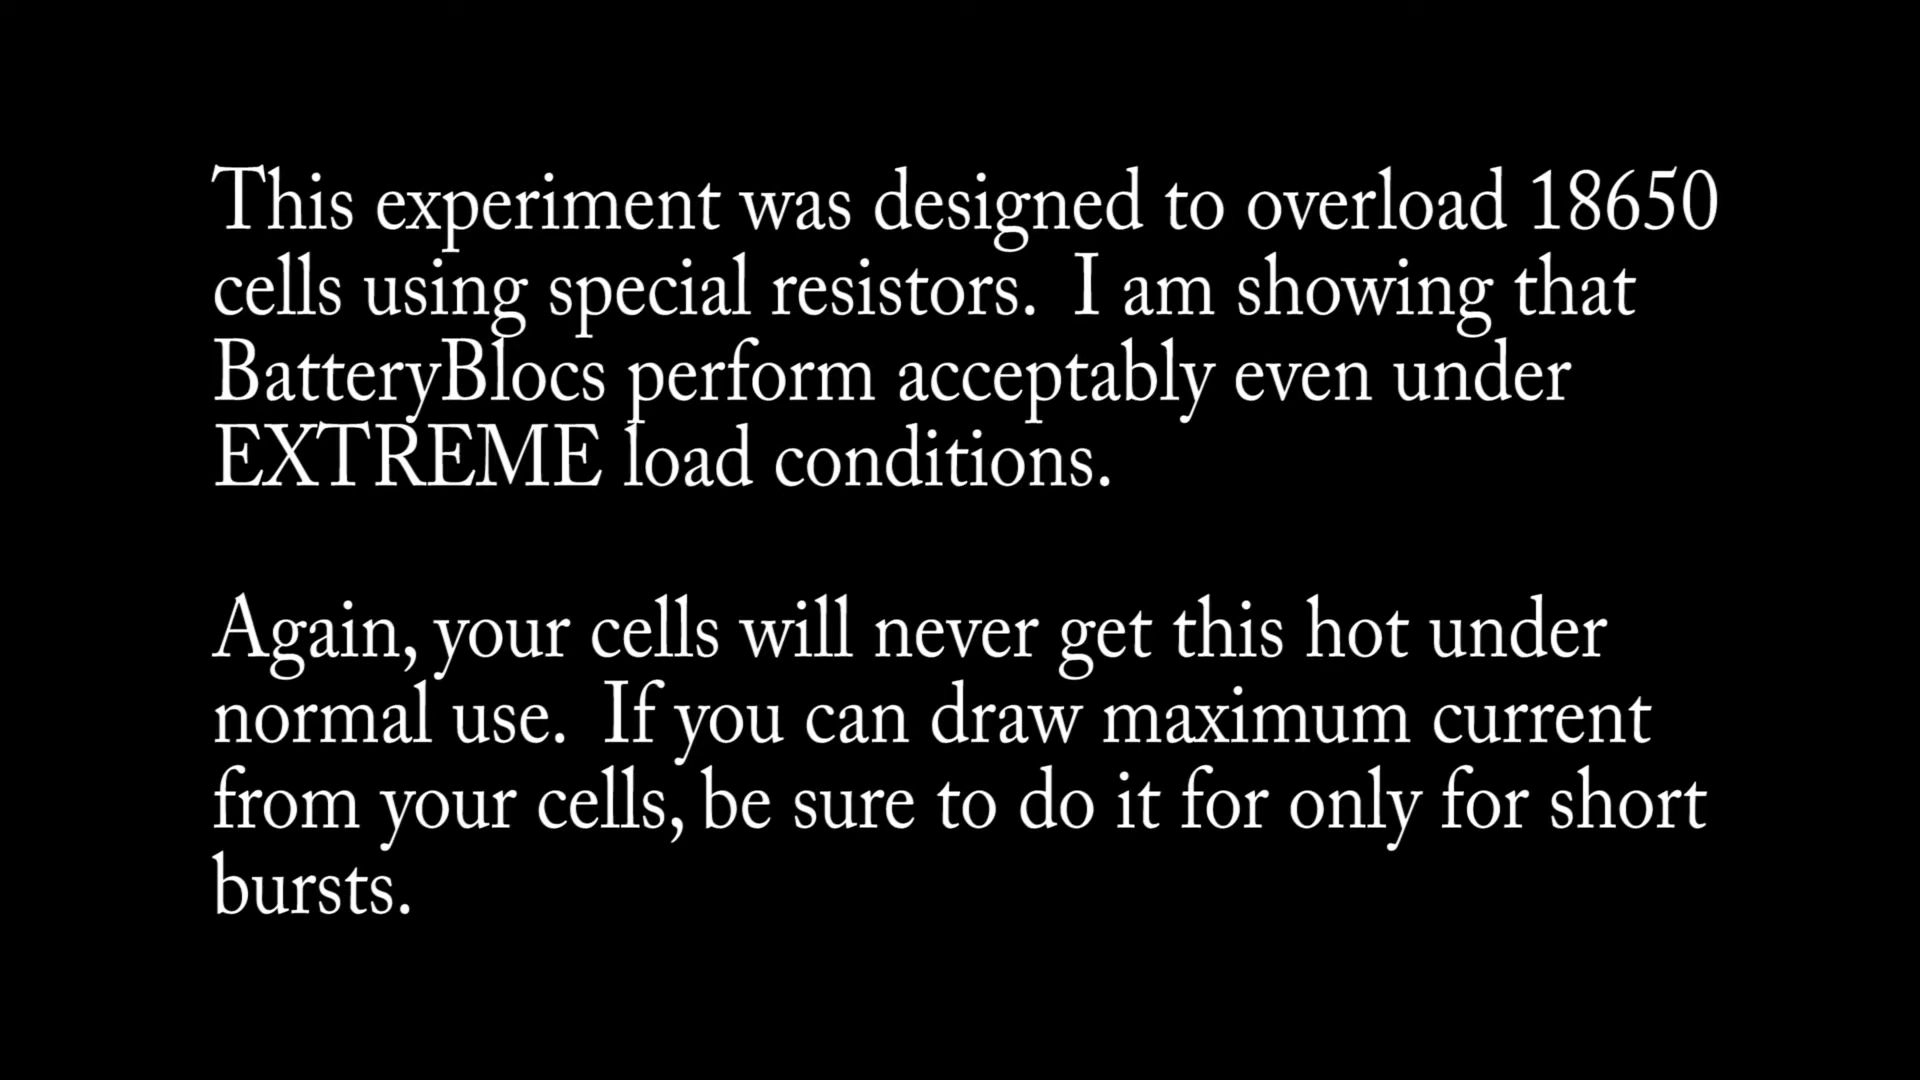 This experiment was designed to overload 18650
cells using special resistors.  I am showing that
BatteryBlocs perform acceptably even under
EXTREME load conditions.
Again, your cells will never get this hot under
normal use.  If you can draw maximum current
from your cells, be sure to do it for only for short
bursts.